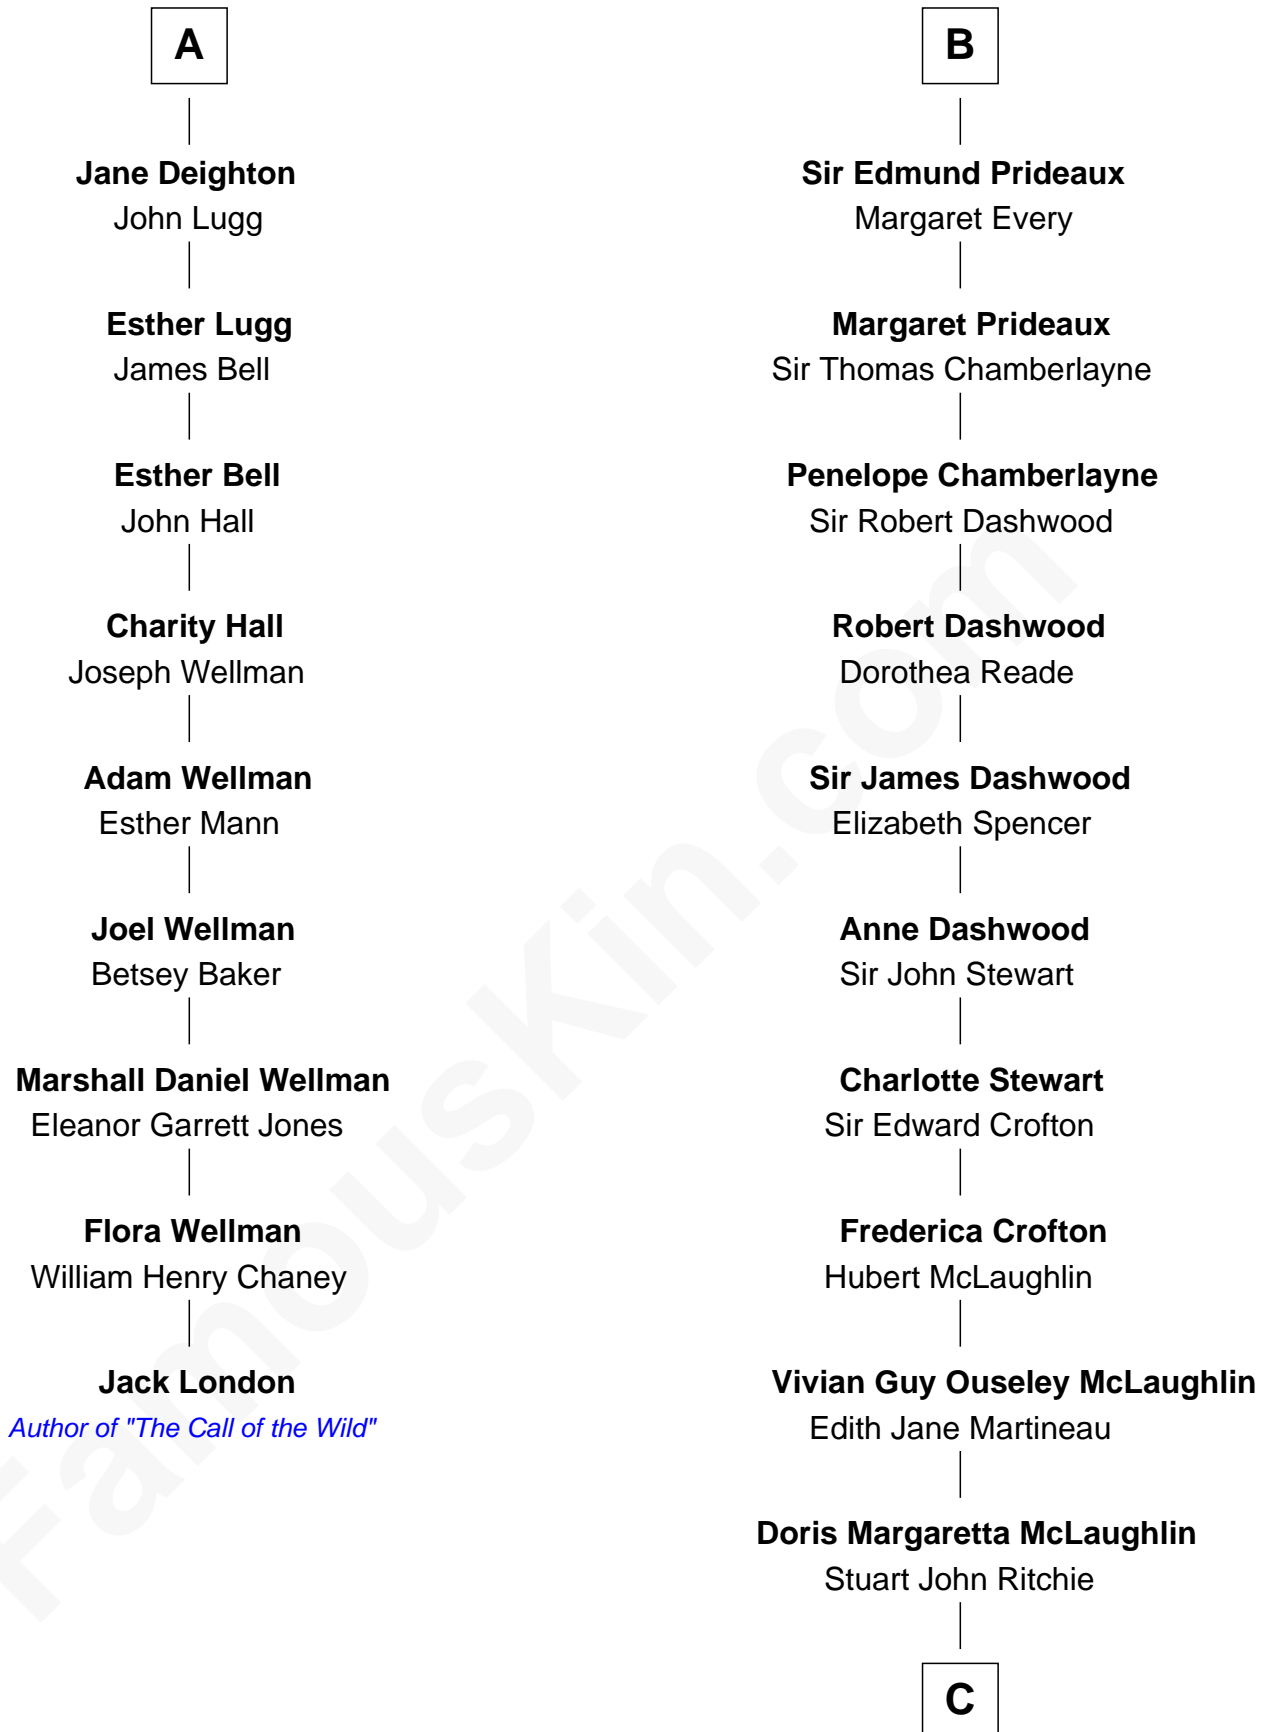 A
Jane Deighton
John Lugg
Esther Lugg
James Bell
Esther Bell
John Hall
Charity Hall
Joseph Wellman
Adam Wellman
Esther Mann
Joel Wellman
Betsey Baker
Marshall Daniel Wellman
Eleanor Garrett Jones
Flora Wellman
William Henry Chaney
Jack London
Author of "The Call of the Wild"
B
Sir Edmund Prideaux
Margaret Every
Margaret Prideaux
Sir Thomas Chamberlayne
Penelope Chamberlayne
Sir Robert Dashwood
Robert Dashwood
Dorothea Reade
Sir James Dashwood
Elizabeth Spencer
Anne Dashwood
Sir John Stewart
Charlotte Stewart
Sir Edward Crofton
Frederica Crofton
Hubert McLaughlin
Vivian Guy Ouseley McLaughlin
Edith Jane Martineau
Doris Margaretta McLaughlin
Stuart John Ritchie
C
FamousKin.com